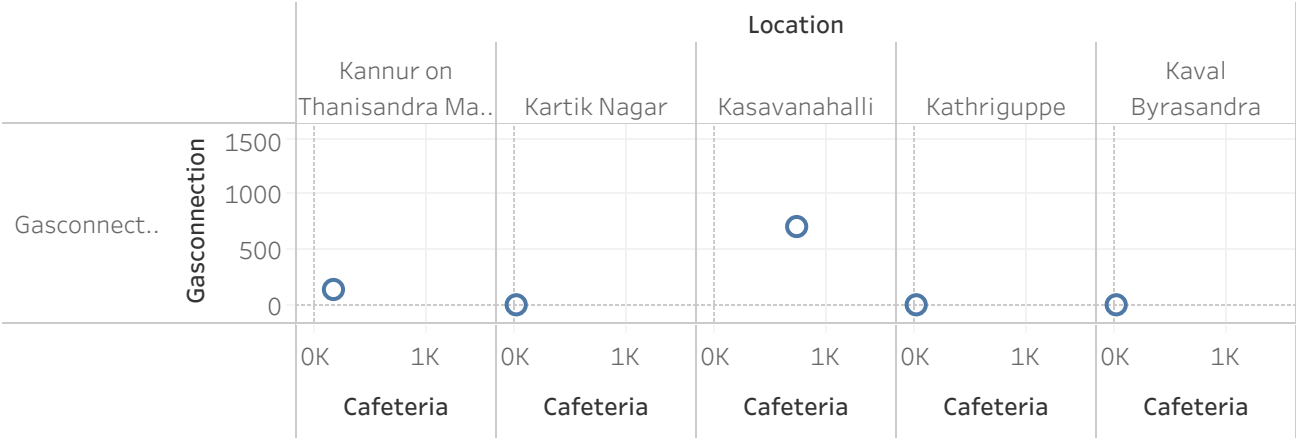 Location
Kannur on
Thanisandra Ma..
Kartik Nagar
Kasavanahalli
Kathriguppe
Kaval
Byrasandra
Gasconnect..
Gasconnection
1500
1000
500
0
0K 1K 0K 1K 0K 1K 0K 1K 0K 1K
Cafeteria Cafeteria Cafeteria Cafeteria Cafeteria